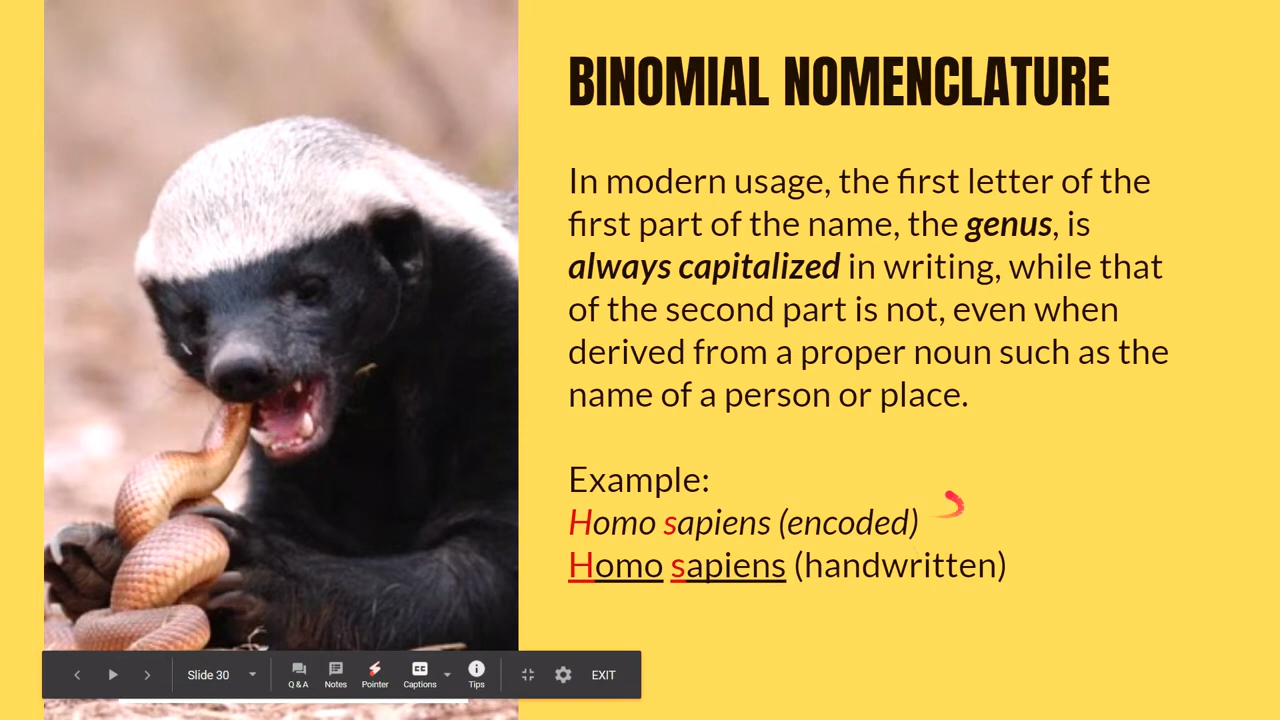 BINOMIAL NOMENCLATURE
In modern usage, the first letter of the
first part of the name, the genus, is
always capitalized in writing, while that
of the second part is not, even when
derived from a proper noun such as the
name of a person or place.
Example:
Homo sapiens (encoded)
Homo sapiens (handwritten)
Slide 30
Q & A
Notes
Pointer
CC
Captions
Tips
EXIT